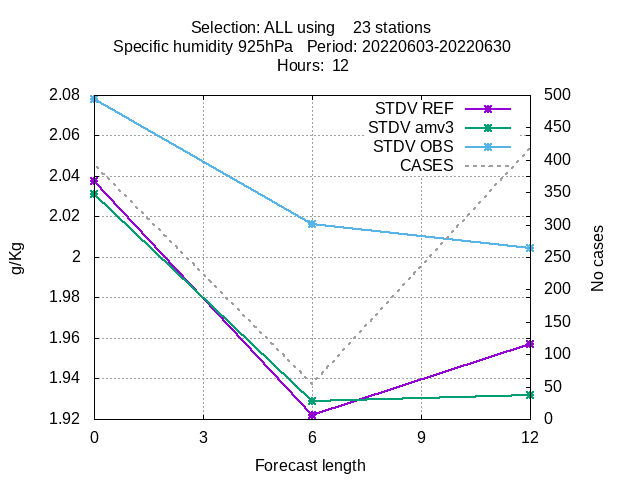 Selection: ALL using    23 stations
Specific humidity 925hPa   Period: 20220603-20220630
Hours:  12
STDV REF
STDV amv3
STDV OBS
CASES
2.08
2.06
2.04
2.02
2
1.98
1.96
1.94
1.92
g/Kg
500
450
400
350
300
250
200
150
100
50
0
No cases
0 3 6 9 12
Forecast length